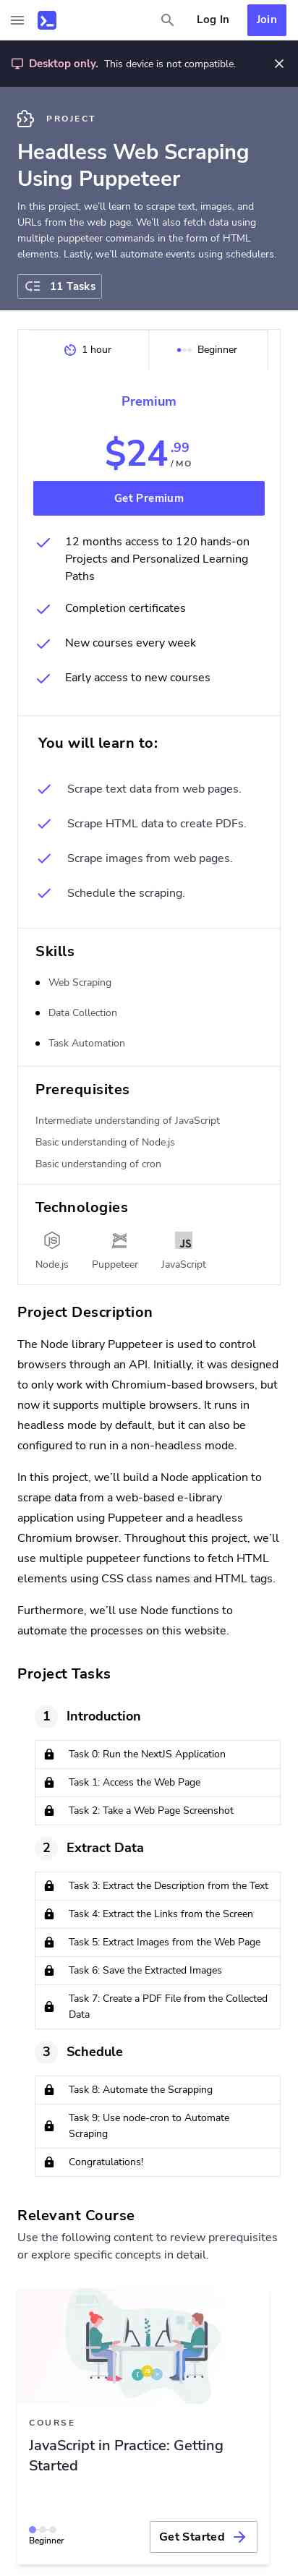 Log In
Join
Desktop only. This device is not compatible.
PROJECT
Headless Web Scraping
Using Puppeteer
In this project, we'll learn to scrape text, images, and
URLs from the web page. We'll also fetch data using
multiple puppeteer commands in the form of HTML
elements. Lastly, we'll automate events using schedulers.
11 Tasks
1 hour
Beginner
Premium
$24.99
/ MO
Get Premium
12 months access to 120 hands-on
Projects and Personalized Learning
Paths
Completion certificates
New courses every week
Early access to new courses
You will learn to:
Scrape text data from web pages.
Scrape HTML data to create PDFs.
Scrape images from web pages.
Schedule the scraping.
Skills
Web Scraping
Data Collection
Task Automation
Prerequisites
Intermediate understanding of JavaScript
Basic understanding of Node.js
Basic understanding of cron
Technologies
JS
Node.js
Puppeteer
JavaScript
Project Description
The Node library Puppeteer is used to control
browsers through an API. Initially, it was designed
to only work with Chromium-based browsers, but
now it supports multiple browsers. It runs in
headless mode by default, but it can also be
configured to run in a non-headless mode.
In this project, we'll build a Node application to
scrape data from a web-based e-library
application using Puppeteer and a headless
Chromium browser. Throughout this project, we'll
use multiple puppeteer functions to fetch HTML
elements using CSS class names and HTML tags.
Furthermore, we'll use Node functions to
automate the processes on this website.
Project Tasks
1 Introduction
Task 0: Run the NextJS Application
Task 1: Access the Web Page
Task 2: Take a Web Page Screenshot
2 Extract Data
Task 3: Extract the Description from the Text
Task 4: Extract the Links from the Screen
Task 5: Extract Images from the Web Page
Task 6: Save the Extracted Images
Task 7: Create a PDF File from the Collected
Data
3 Schedule
Task 8: Automate the Scrapping
Task 9: Use node-cron to Automate
Scraping
Congratulations!
Relevant Course
Use the following content to review prerequisites
or explore specific concepts in detail.
COURSE
JavaScript in Practice: Getting
Started
Beginner
Get Started